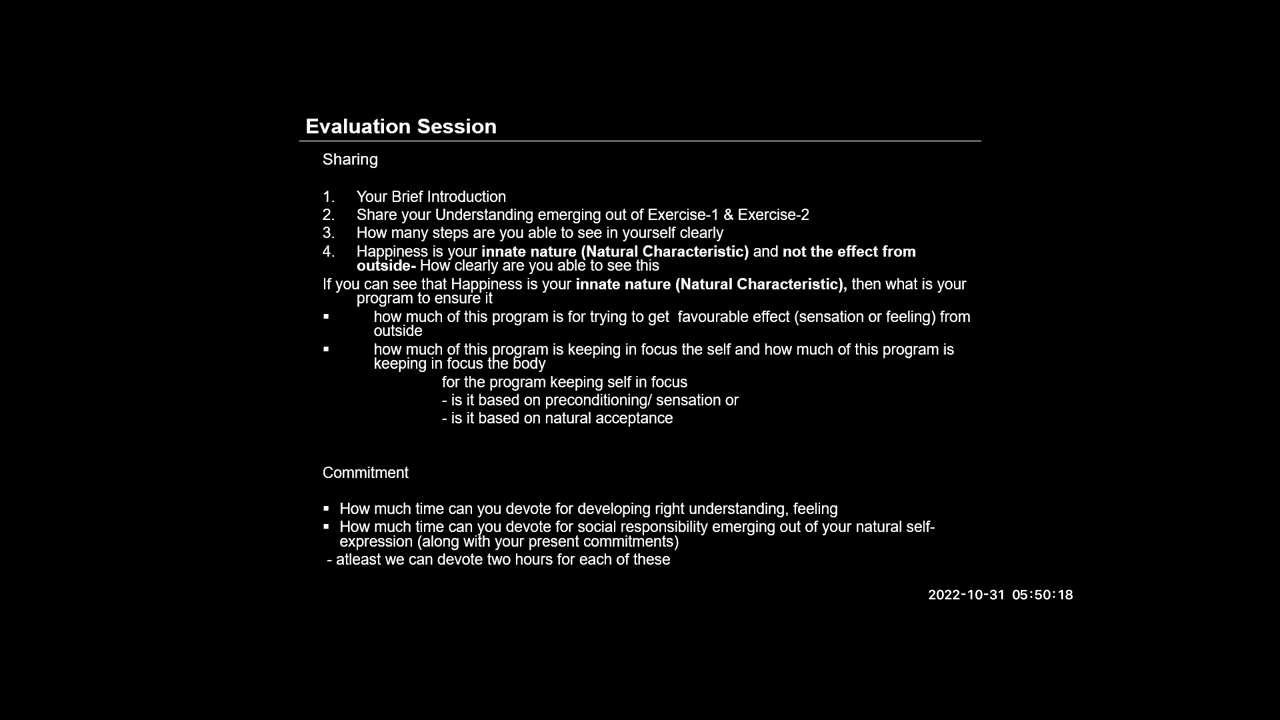 Evaluation Session
Sharing
1. Your Brief Introduction
2. Share your Understanding emerging out of Exercise-1 & Exercise-2
3. How many steps are you able to see in yourself clearly
4. Happiness is your innate nature (Natural Characteristic) and not the effect from
outside- How clearly are you able to see this
If you can see that Happiness is your innate nature (Natural Characteristic), then what is your
program to ensure it
▪ how much of this program is for trying to get favourable effect (sensation or feeling) from
outside
▪ how much of this program is keeping in focus the self and how much of this program is
keeping in focus the body
for the program keeping self in focus
- is it based on preconditioning/ sensation or
- is it based on natural acceptance
Commitment
▪ How much time can you devote for developing right understanding, feeling
▪ How much time can you devote for social responsibility emerging out of your natural self-
expression (along with your present commitments)
- atleast we can devote two hours for each of these
2022-10-31 05:50:18